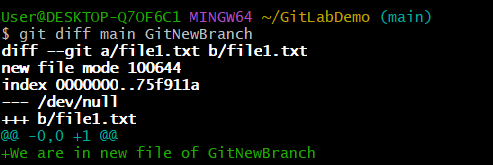 User@DESKTOP-Q7OF6C1 MINGW64 ~/GitLabDemo (main)
$ git diff main GitNewBranch
diff --git a/file1.txt b/file1.txt
new file mode 100644
index 0000000..75f911a
--- /dev/null
+++ b/file1.txt
@@ -0,0 +1 @@
+We are in new file of GitNewBranch